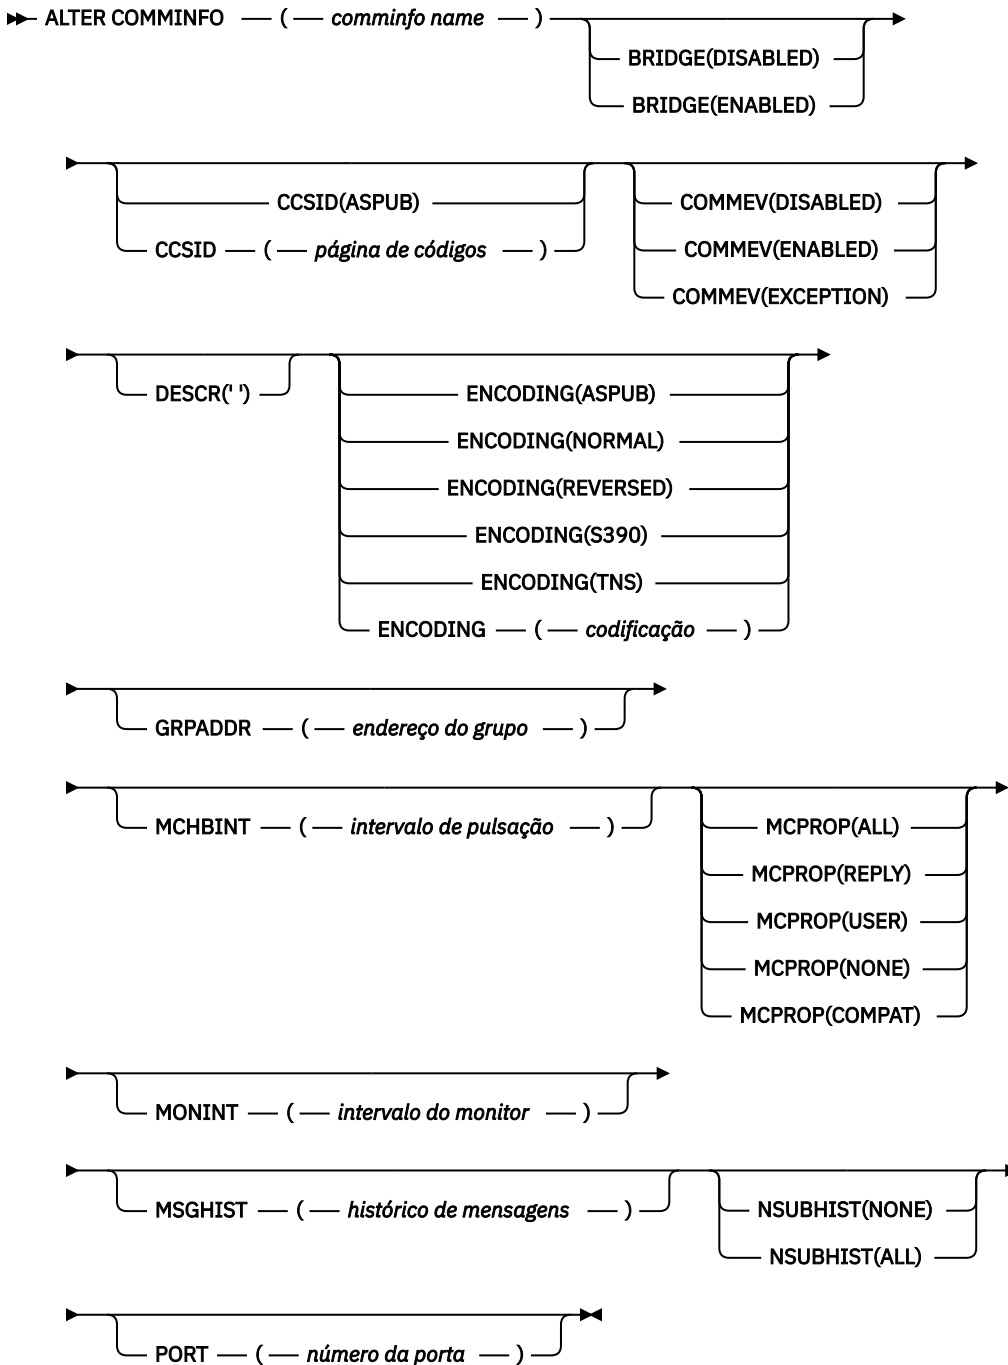 ALTER COMMINFO ( comminfo name )
BRIDGE(DISABLED)
BRIDGE(ENABLED)
CCSID(ASPUB)
CCSID ( página de códigos )
COMMEV(DISABLED)
COMMEV(ENABLED)
COMMEV(EXCEPTION)
DESCR(' ')
ENCODING(ASPUB)
ENCODING(NORMAL)
ENCODING(REVERSED)
ENCODING(S390)
ENCODING(TNS)
ENCODING ( codificação )
GRPADDR ( endereço do grupo )
MCHBINT ( intervalo de pulsação )
MCPROP(ALL)
MCPROP(REPLY)
MCPROP(USER)
MCPROP(NONE)
MCPROP(COMPAT)
MONINT ( intervalo do monitor )
MSGHIST ( histórico de mensagens )
NSUBHIST(NONE)
NSUBHIST(ALL)
PORT ( número da porta )